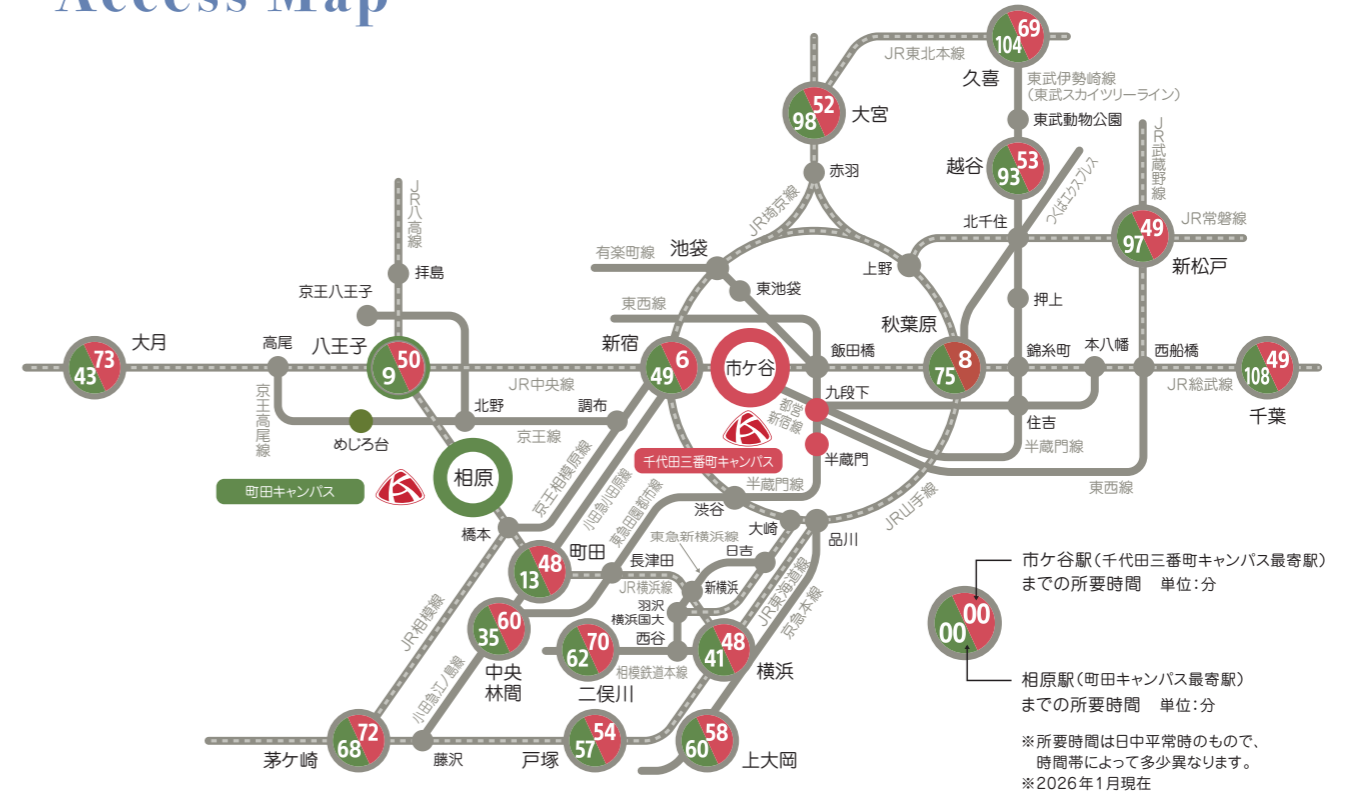 Access Map
69
104
久喜
JR東北本線
東武伊勢崎線
（東武スカイツリーライン）
52
98
大宮
東武動物公園
JR武蔵野線
53
93
越谷
つくばエクスプレス
赤羽
JR埼京線
JR八高線
北千住
49
97
新松戸
JR常磐線
有楽町線
池袋
上野
拝島
東池袋
京王八王子
押上
東西線
秋葉原
73
43
大月
高尾
八王子
50
9
新宿
6
49
市ケ谷
飯田橋
8
75
錦糸町
本八幡
西船橋
49
108
千葉
JR中央線
JR総武線
京王高尾線
北野
調布
九段下
都営
新宿線
住吉
めじろ台
京王線
半蔵門
半蔵門線
町田キャンパス
相原
京王相模原線
小田急小田原線
千代田三番町キャンパス
東急田園都市線
半蔵門線
東西線
渋谷
JR山手線
橋本
大崎
品川
東急新横浜線
日吉
町田
48
13
長津田
JR横浜線
新横浜
JR東海道線
京急本線
羽沢
横浜国大
JR相模線
60
35
中央
林間
70
62
二俣川
西谷
相模鉄道本線
48
41
横浜
小田急江ノ島線
72
68
茅ケ崎
藤沢
54
57
戸塚
58
60
上大岡
市ケ谷駅（千代田三番町キャンパス最寄駅）
までの所要時間　単位：分
00
00
相原駅（町田キャンパス最寄駅）
までの所要時間　単位：分
※所要時間は日中平常時のもので、
時間帯によって多少異なります。
※2026年1月現在